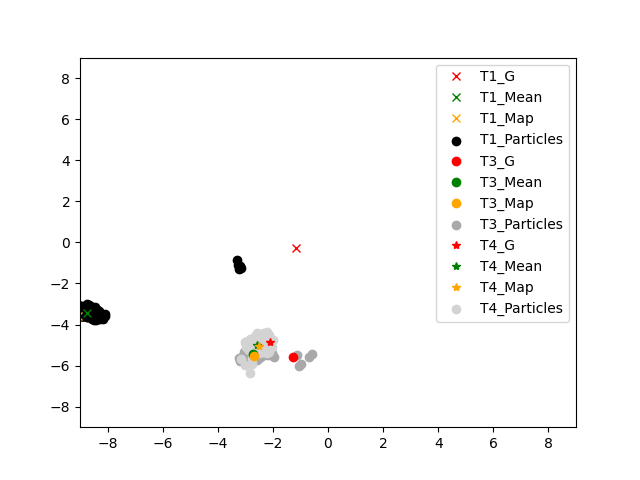 8
6
4
2
0
−2
−4
−6
−8
−8 −6 −4 −2 0 2 4 6 8
T1_G
T1_Mean
T1_Map
T1_Particles
T3_G
T3_Mean
T3_Map
T3_Particles
T4_G
T4_Mean
T4_Map
T4_Particles